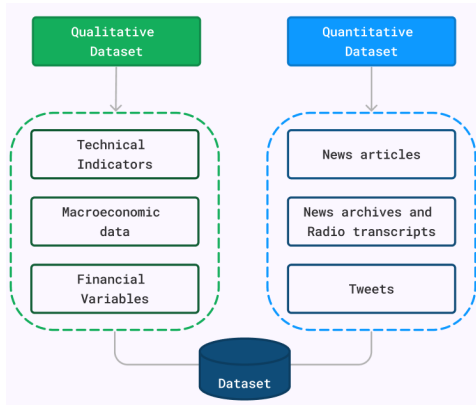 Qualitative
Dataset
Quantitative
Dataset
Technical
Indicators
Macroeconomic
data
Financial
Variables
News articles
News archives and
Radio transcripts
Tweets
Dataset